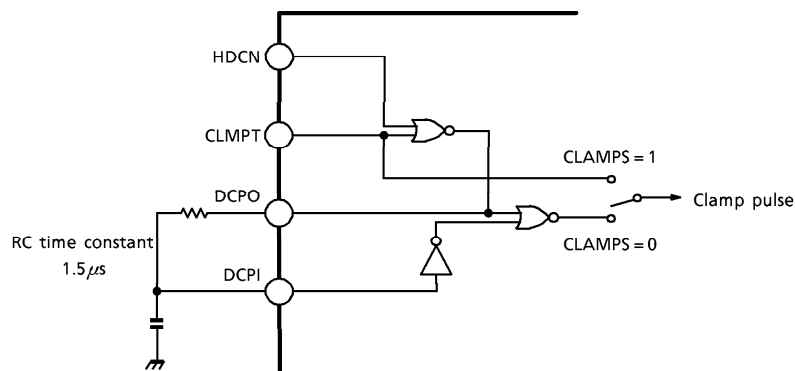 HDCN
CLMPT
CLAMPS = 1
DCPO
Clamp pulse
RC time constant
1.5μs
CLAMPS = 0
DCPI